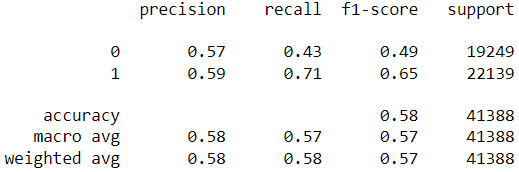 precision recall f1-score support
0 0.57 0.43 0.49 19249
1 0.59 0.71 0.65 22139
accuracy 0.58 41388
macro avg 0.58 0.57 0.57 41388
weighted avg 0.58 0.58 0.57 41388